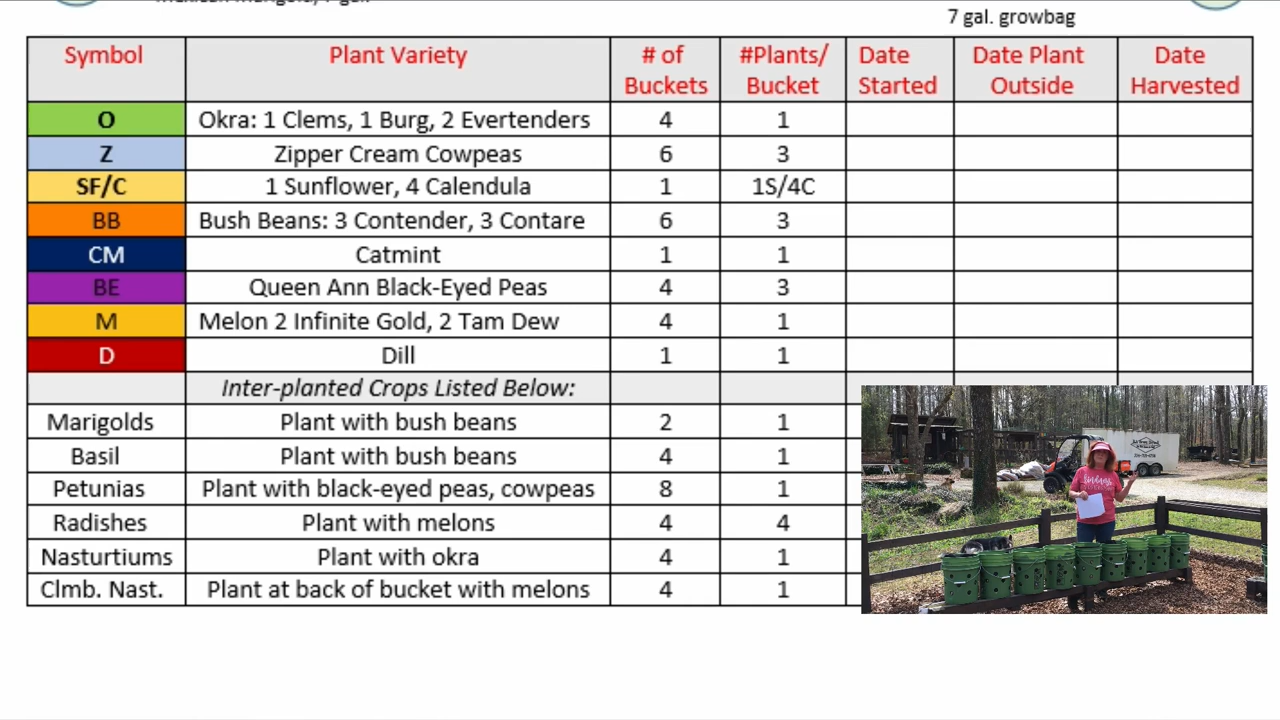 7 gal. growbag
Symbol Plant Variety # of Buckets #Plants/ Bucket Date Started Date Plant Outside Date Harvested
O Okra: 1 Clems, 1 Burg, 2 Evertenders 4 1
Z Zipper Cream Cowpeas 6 3
SF/C 1 Sunflower, 4 Calendula 1 1S/4C
BB Bush Beans: 3 Contender, 3 Contare 6 3
CM Catmint 1 1
BE Queen Ann Black-Eyed Peas 4 3
M Melon 2 Infinite Gold, 2 Tam Dew 4 1
D Dill 1 1
Inter-planted Crops Listed Below:
Marigolds Plant with bush beans 2 1
Basil Plant with bush beans 4 1
Petunias Plant with black-eyed peas, cowpeas 8 1
Radishes Plant with melons 4 4
Nasturtiums Plant with okra 4 1
Clmb. Nast. Plant at back of bucket with melons 4 1